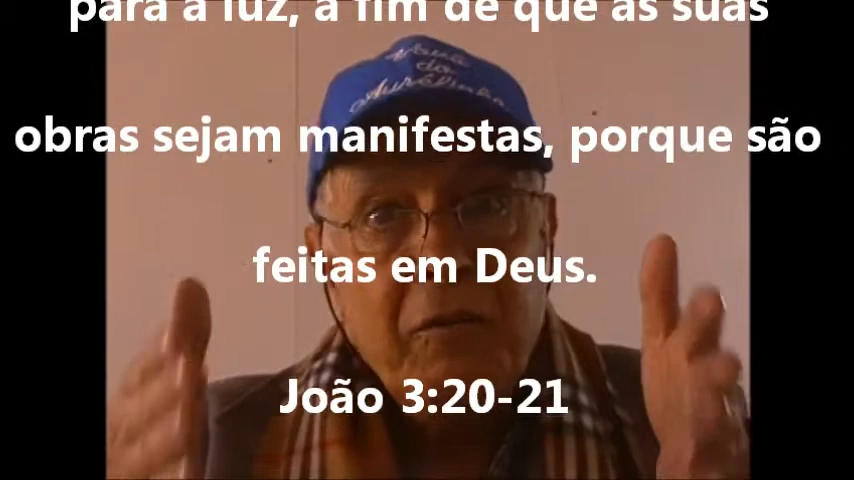 para a luz, a fim de que as suas
do
obras sejam manifestas, porque são
feitas em Deus.
João 3:20-21